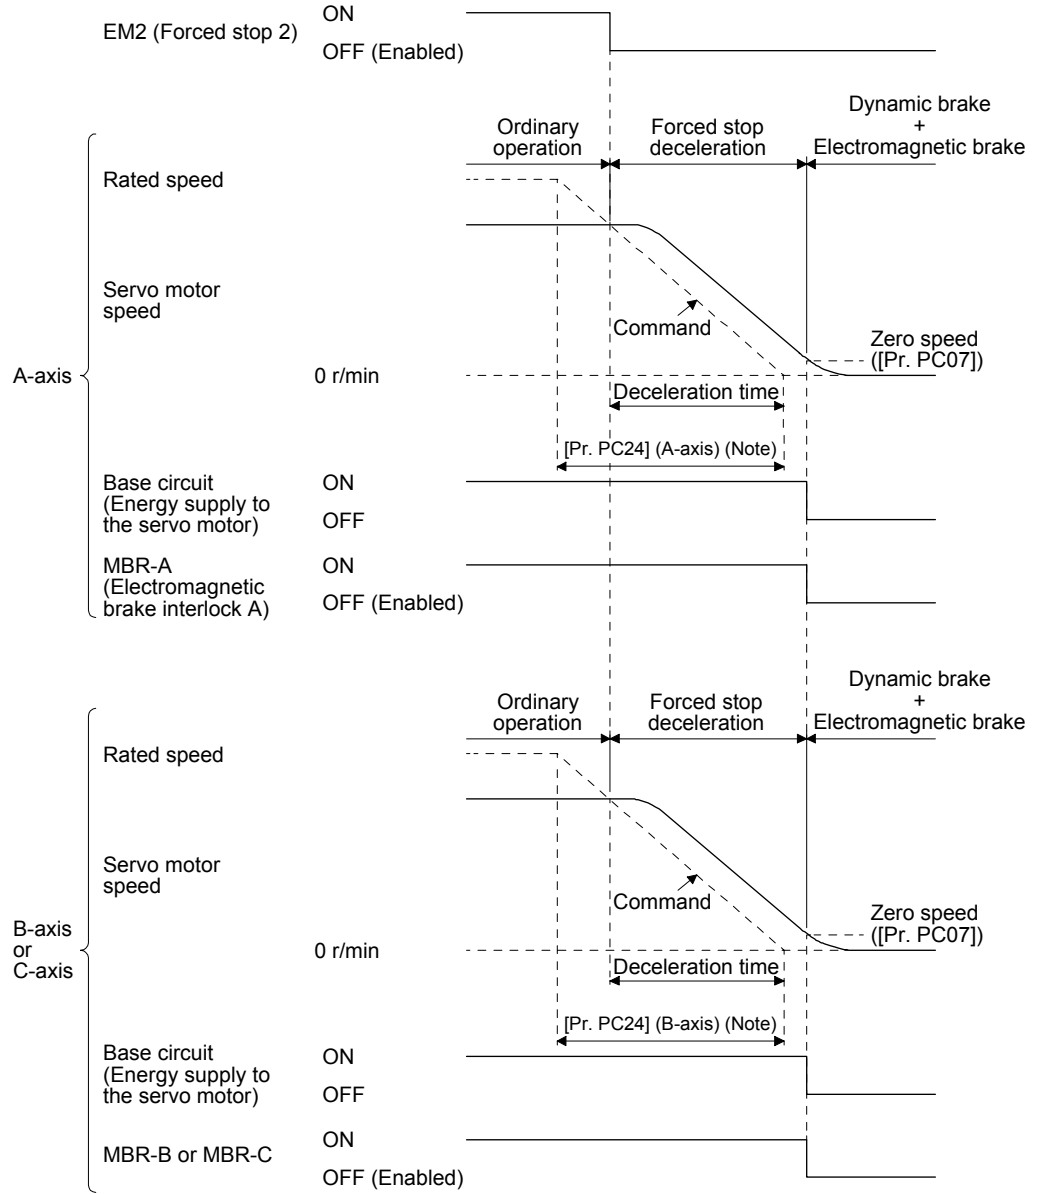 EM2 (Forced stop 2)
ON
OFF (Enabled)
Ordinary
operation
Forced stop
deceleration
Dynamic brake
+
Electromagnetic brake
A-axis
Rated speed
Servo motor
speed
Command
Zero speed
([Pr. PC07])
0 r/min
Deceleration time
[Pr. PC24] (A-axis) (Note)
Base circuit
(Energy supply to
the servo motor)
ON
OFF
MBR-A
(Electromagnetic
brake interlock A)
ON
OFF (Enabled)
Ordinary
operation
Forced stop
deceleration
Dynamic brake
+
Electromagnetic brake
B-axis
or
C-axis
Rated speed
Servo motor
speed
Command
Zero speed
([Pr. PC07])
0 r/min
Deceleration time
[Pr. PC24] (B-axis) (Note)
Base circuit
(Energy supply to
the servo motor)
ON
OFF
MBR-B or MBR-C
ON
OFF (Enabled)